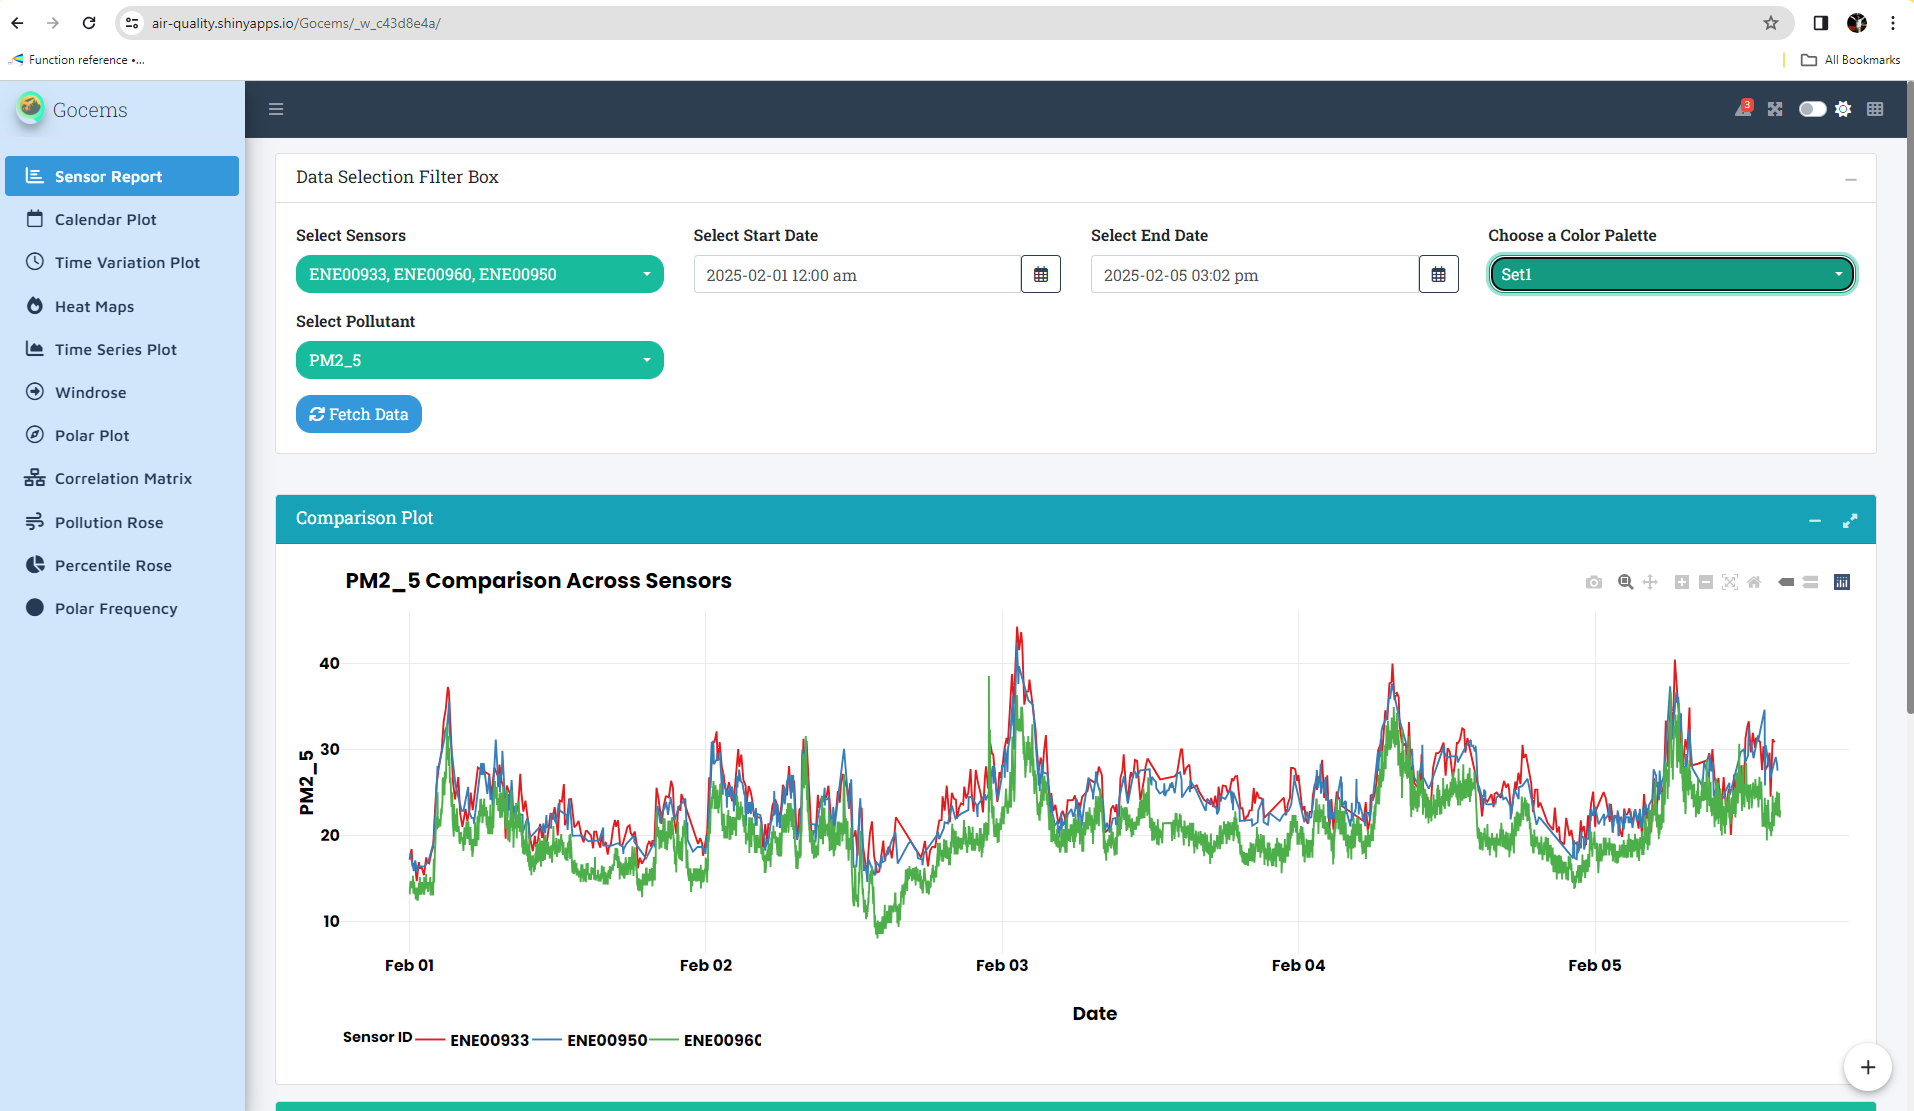 air-quality.shinyapps.io/Gocems/_w_c43d8e4a/
Function reference •...
All Bookmarks
Gocems
3
Sensor Report
Calendar Plot
Time Variation Plot
Heat Maps
Time Series Plot
Windrose
Polar Plot
Correlation Matrix
Pollution Rose
Percentile Rose
Polar Frequency
Data Selection Filter Box
Select Sensors
ENE00933, ENE00960, ENE00950
Select Start Date
2025-02-01 12:00 am
Select End Date
2025-02-05 03:02 pm
Choose a Color Palette
Set1
Select Pollutant
PM2_5
Fetch Data
Comparison Plot
PM2_5 Comparison Across Sensors
PM2_5
40
30
20
10
Feb 01 Feb 02 Feb 03 Feb 04 Feb 05
Date
Sensor ID ENE00933 ENE00950 ENE00960